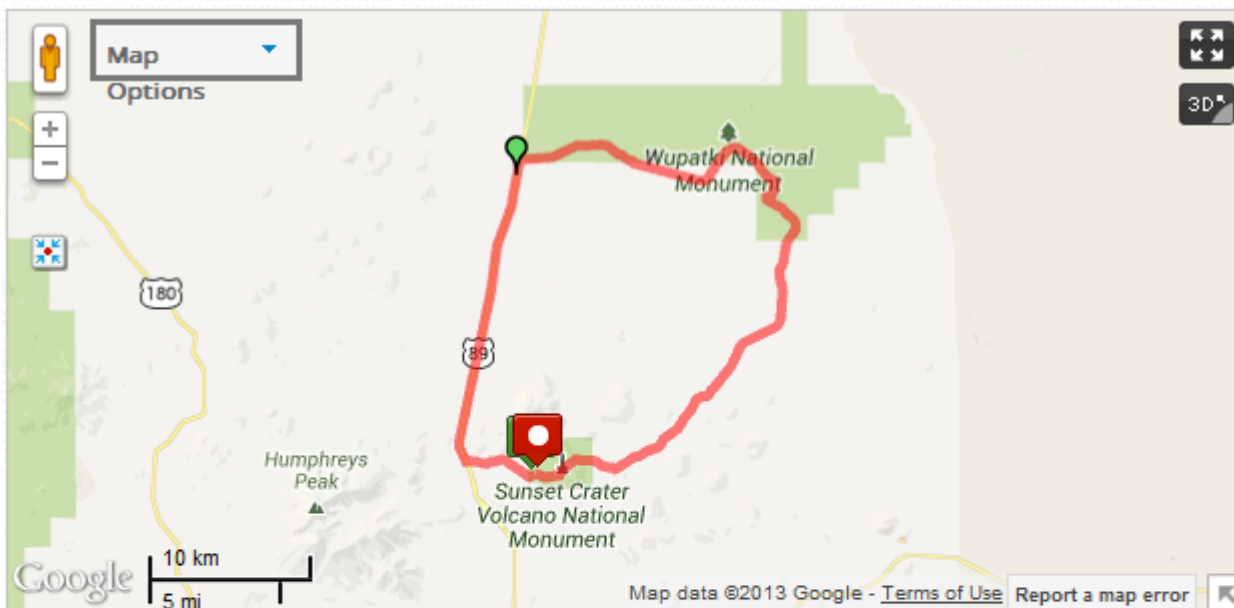 Map
Options
3D
Wupatki National
Monument
180
89
Humphreys
Peak
Sunset Crater
Volcano National
Monument
10 km
5 mi
Google
Map data ©2013 Google - Terms of Use
Report a map error